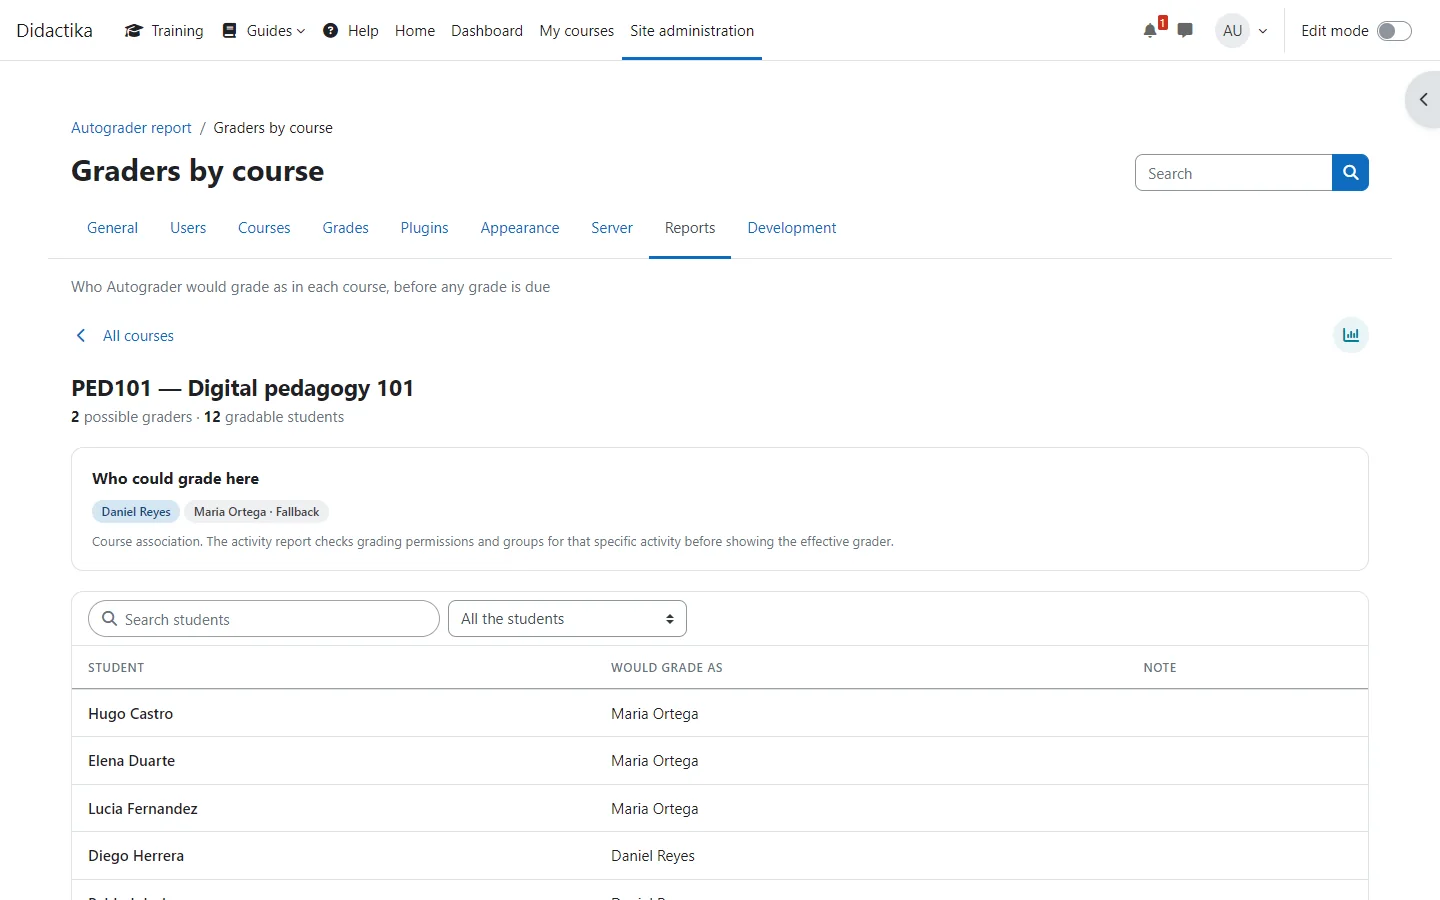 Didactika
Training
Guides
Help
Home
Dashboard
My courses
Site administration
1
AU
Edit mode
Autograder report / Graders by course
Graders by course
Search
General
Users
Courses
Grades
Plugins
Appearance
Server
Reports
Development
Who Autograder would grade as in each course, before any grade is due
All courses
PED101 — Digital pedagogy 101
2 possible graders · 12 gradable students
Who could grade here
Daniel Reyes
Maria Ortega · Fallback
Course association. The activity report checks grading permissions and groups for that specific activity before showing the effective grader.
Search students
All the students
STUDENT
WOULD GRADE AS
NOTE
Hugo Castro
Maria Ortega
Elena Duarte
Maria Ortega
Lucia Fernandez
Maria Ortega
Diego Herrera
Daniel Reyes